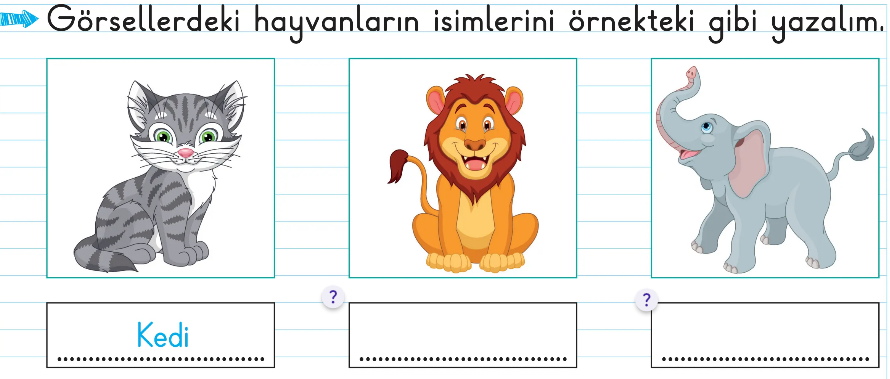 Görsellerdeki hayvanların isimlerini örnekteki gibi yazalım.
? ?
Kedi